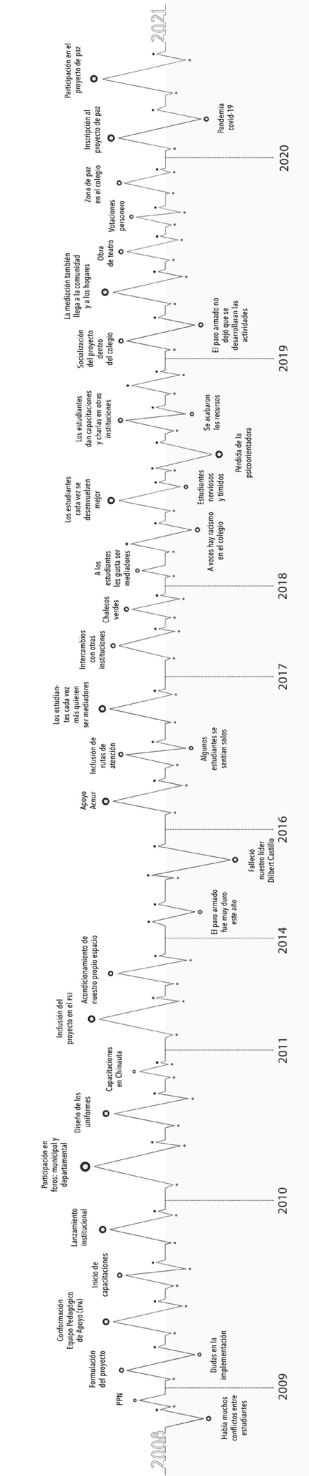 2008
Había muchos
conflictos entre
estudiantes
PPN
2009
Formulación
del proyecto
Dudas en la
implementación
Conformación
Equipo Pedagógico
de Apoyo (EPA)
Inicio de
capacitaciones
Lanzamiento
institucional
2010
Participación en
foros: municipal y
departamental
Diseño de los
uniformes
Capacitaciones
en Chinauta
2011
Inclusión del
proyecto en el PEI
Acondicionamiento de
nuestro propio espacio
2014
El paro armado
fue muy duro
este año
Falleció
nuestro líder
Dilbert Castillo
2016
Apoyo
Acnur
Inclusión de
rutas de
atención
Algunos
estudiantes se
sentían solos
Los estudian-
tes cada vez
más quieren
ser mediadores
2017
Intercambios
con otras
instituciones
Chalecos
verdes
2018
A los
estudiantes
les gusta ser
mediadores
A voces hay racismo
en el colegio
Estudiantes
nerviosos
y tímidos
Los estudiantes
cada vez se
desenvuelven
mejor
Pérdida de la
psicoorientadora
Se acabaron
los recursos
Los estudiantes
dan capacitaciones
y charlas en otras
instituciones
2019
Socialización
del proyecto
dentro
del colegio
El paro armado no
dejó que se
desarrollaran las
actividades
La mediación también
llega a la comunidad
y a los hogares
Obra
de teatro
Votaciones
personero
Zona de paz
en el colegio
2020
Inscripción al
proyecto de paz
Pandemia
covid-19
Participación en el
proyecto de paz
2021